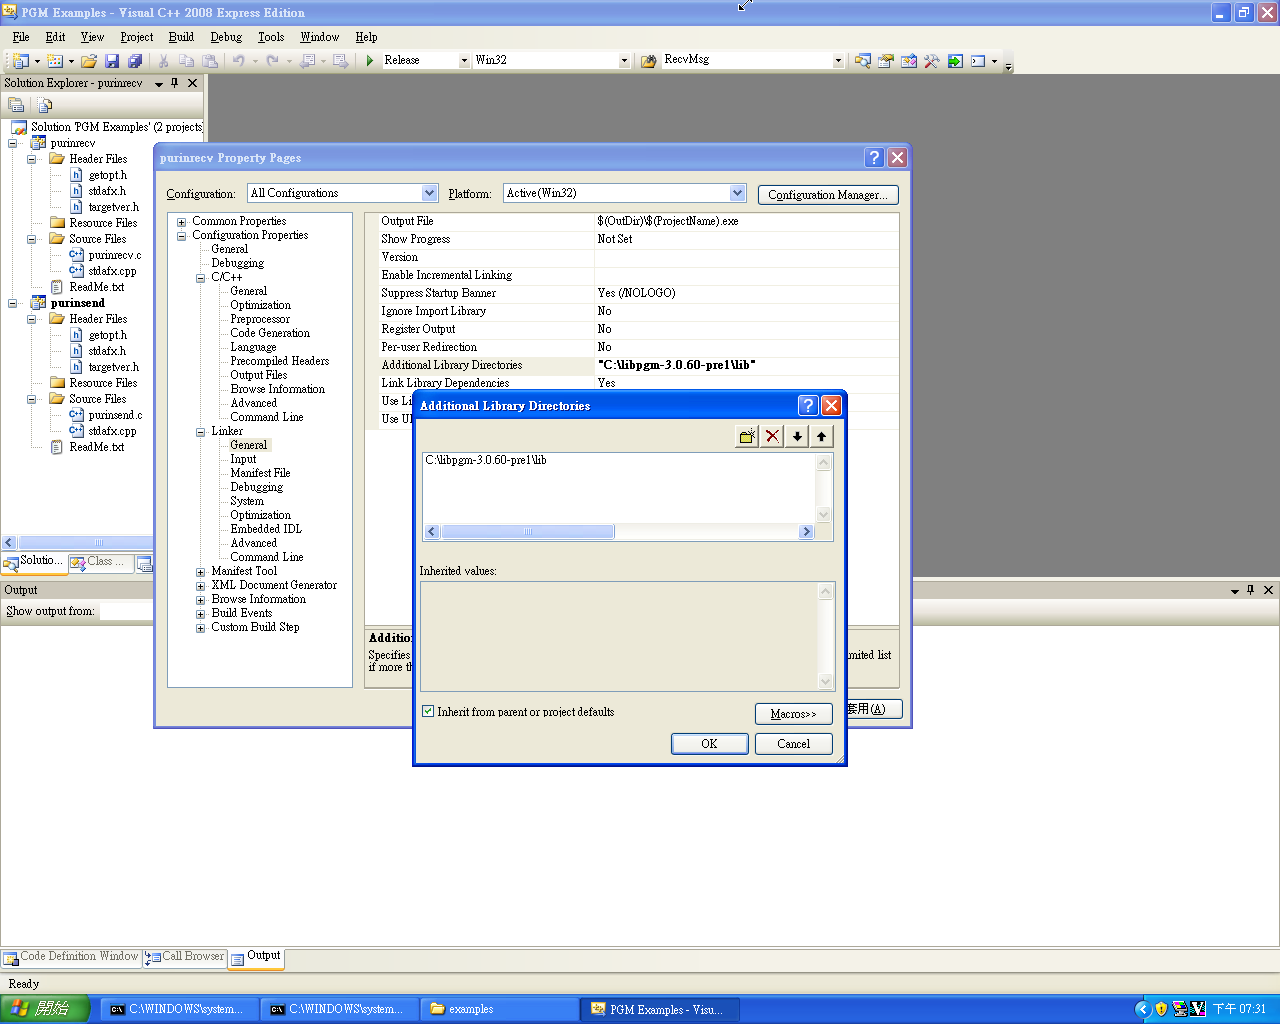 PGM Examples - Visual C++ 2008 Express Edition
File Edit View Project Build Debug Tools Window Help
Release Win32 RecvMsg
Solution Explorer - purinrecv
Solution 'PGM Examples' (2 projects
purinrecv
Header Files
getopt.h
stdafx.h
targetver.h
Resource Files
Source Files
purinrecv.c
stdafx.cpp
ReadMe.txt
purinsend
Header Files
getopt.h
stdafx.h
targetver.h
Resource Files
Source Files
purinsend.c
stdafx.cpp
ReadMe.txt
Solutio... Class ...
purinrecv Property Pages
Configuration: All Configurations Platform: Active(Win32) Configuration Manager...
Common Properties
Configuration Properties
General
Debugging
C/C++
General
Optimization
Preprocessor
Code Generation
Language
Precompiled Headers
Output Files
Browse Information
Advanced
Command Line
Linker
General
Input
Manifest File
Debugging
System
Optimization
Embedded IDL
Advanced
Command Line
Manifest Tool
XML Document Generator
Browse Information
Build Events
Custom Build Step
Output File $(OutDir)\$(ProjectName).exe
Show Progress Not Set
Version
Enable Incremental Linking
Suppress Startup Banner Yes (/NOLOGO)
Ignore Import Library No
Register Output No
Per-user Redirection No
Additional Library Directories "C:\libpgm-3.0.60-pre1\lib"
Link Library Dependencies Yes
Use Li
Use U
Additio
Specifies mited list
if more th
套用(A)
Additional Library Directories
C:\libpgm-3.0.60-pre1\lib
Inherited values:
Inherit from parent or project defaults
Macros>>
OK Cancel
Output
Show output from:
Code Definition Window Call Browser Output
Ready
開始 C:\WINDOWS\system... C:\WINDOWS\system... examples PGM Examples - Visu... 下午 07:31